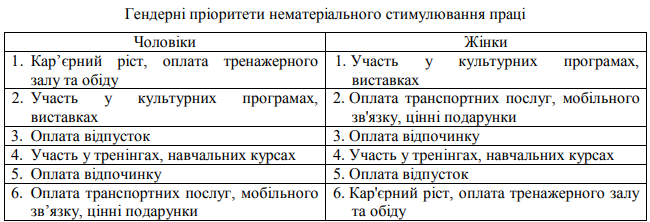 Гендерні пріоритети нематеріального стимулювання праці
Чоловіки
Жінки
1. Кар’єрний ріст, оплата тренажерного
залу та обіду
1. Участь у культурних програмах,
виставках
2. Участь у культурних програмах,
виставках
2. Оплата транспортних послуг, мобільного
зв'язку, цінні подарунки
3. Оплата відпусток
3. Оплата відпочинку
4. Участь у тренінгах, навчальних курсах
4. Участь у тренінгах, навчальних курсах
5. Оплата відпочинку
5. Оплата відпусток
6. Оплата транспортних послуг, мобільного
зв’язку, цінні подарунки
6. Кар'єрний ріст, оплата тренажерного залу
та обіду